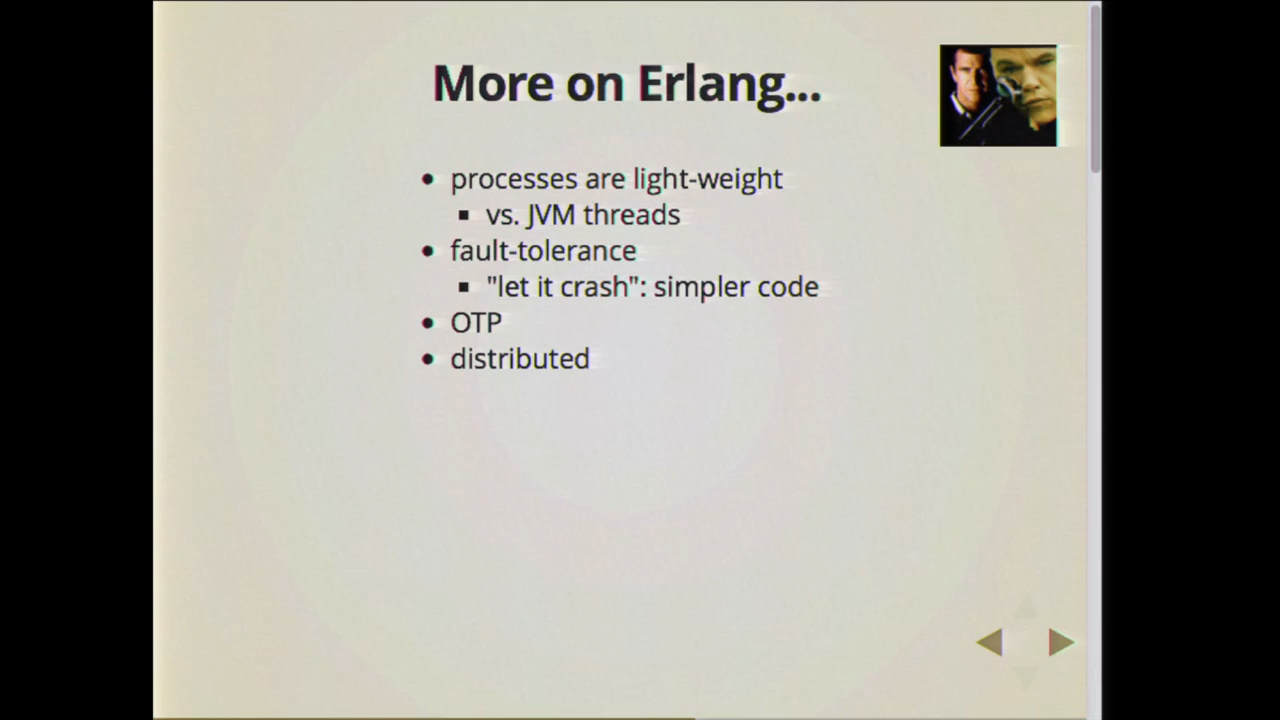 More on Erlang...
processes are light-weight
vs. JVM threads
fault-tolerance
"let it crash": simpler code
OTP
distributed